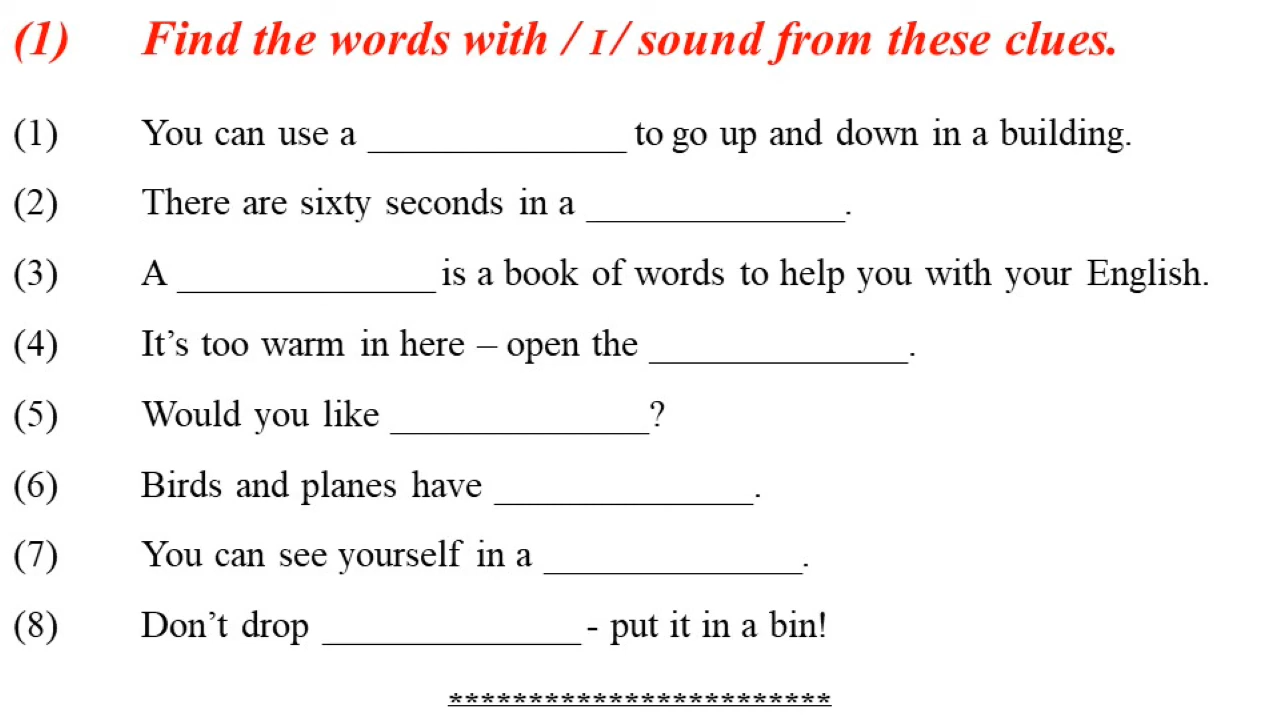 (1) Find the words with / I / sound from these clues.
(1) You can use a ______________ to go up and down in a building.
(2) There are sixty seconds in a ______________.
(3) A ______________ is a book of words to help you with your English.
(4) It’s too warm in here – open the ______________.
(5) Would you like ______________?
(6) Birds and planes have ______________.
(7) You can see yourself in a ______________.
(8) Don’t drop ______________ - put it in a bin!
************************